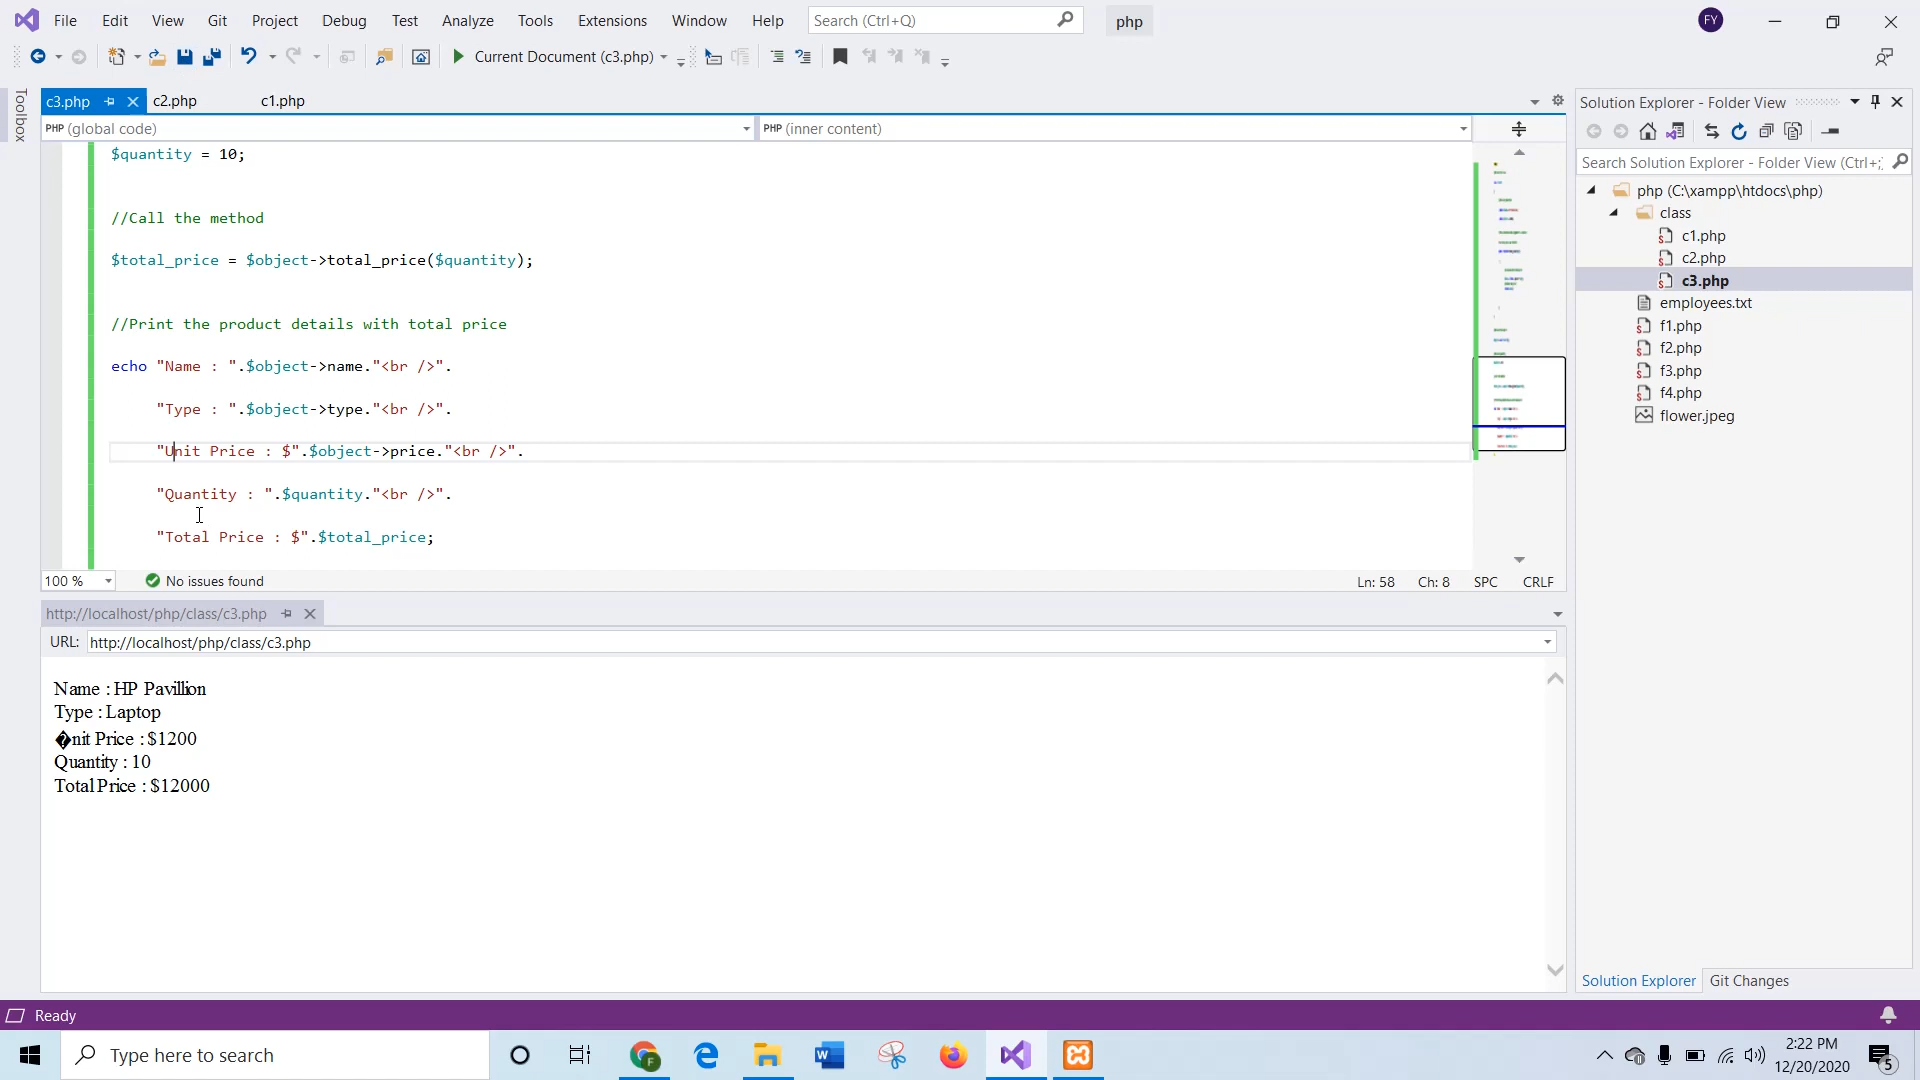 File Edit View Git Project Debug Test Analyze Tools Extensions Window Help Search (Ctrl+Q) php FY
Current Document (c3.php)
Toolbox
c3.php c2.php c1.php
PHP (global code) PHP (inner content)
$quantity = 10;
//Call the method
$total_price = $object->total_price($quantity);
//Print the product details with total price
echo "Name : ".$object->name."<br />".
"Type : ".$object->type."<br />".
"Unit Price : $".$object->price."<br />".
"Quantity : ".$quantity."<br />".
"Total Price : $".$total_price;
100 % No issues found Ln: 58 Ch: 8 SPC CRLF
http://localhost/php/class/c3.php
URL: http://localhost/php/class/c3.php
Name : HP Pavillion
Type : Laptop
�nit Price : $1200
Quantity : 10
Total Price : $12000
Solution Explorer - Folder View
Search Solution Explorer - Folder View (Ctrl+;)
php (C:\xampp\htdocs\php)
class
c1.php
c2.php
c3.php
employees.txt
f1.php
f2.php
f3.php
f4.php
flower.jpeg
Solution Explorer Git Changes
Ready
Type here to search
2:22 PM
12/20/2020
5